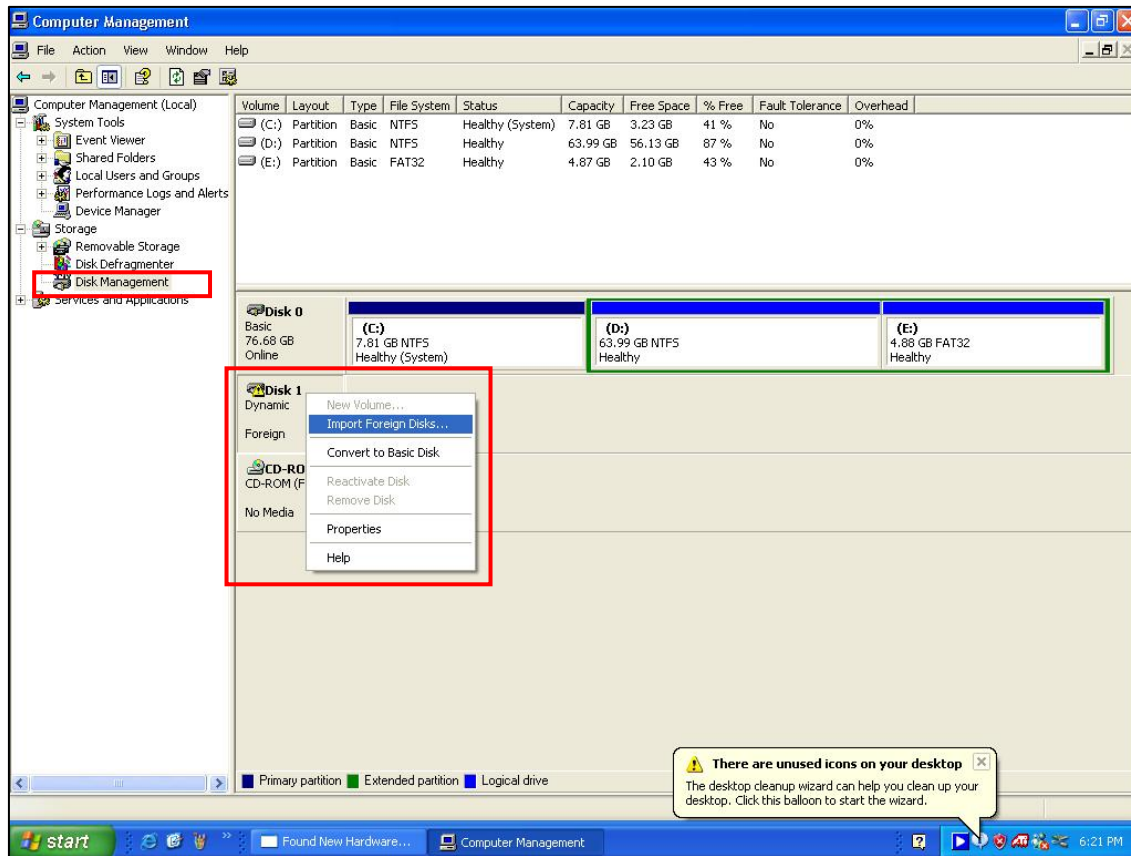 Computer Management
File Action View Window Help
Computer Management (Local)
System Tools
Event Viewer
Shared Folders
Local Users and Groups
Performance Logs and Alerts
Device Manager
Storage
Removable Storage
Disk Defragmenter
Disk Management
Services and Applications
Volume Layout Type File System Status Capacity Free Space % Free Fault Tolerance Overhead
(C:) Partition Basic NTFS Healthy (System) 7.81 GB 3.23 GB 41 % No 0%
(D:) Partition Basic NTFS Healthy 63.99 GB 56.13 GB 87 % No 0%
(E:) Partition Basic FAT32 Healthy 4.87 GB 2.10 GB 43 % No 0%
Disk 0
Basic
76.68 GB
Online
(C:)
7.81 GB NTFS
Healthy (System)
(D:)
63.99 GB NTFS
Healthy
(E:)
4.88 GB FAT32
Healthy
Disk 1
Dynamic
Foreign
CD-RO
CD-ROM (F
No Media
New Volume...
Import Foreign Disks...
Convert to Basic Disk
Reactivate Disk
Remove Disk
Properties
Help
Primary partition Extended partition Logical drive
There are unused icons on your desktop
The desktop cleanup wizard can help you clean up your
desktop. Click this balloon to start the wizard.
start Found New Hardware... Computer Management 6:21 PM